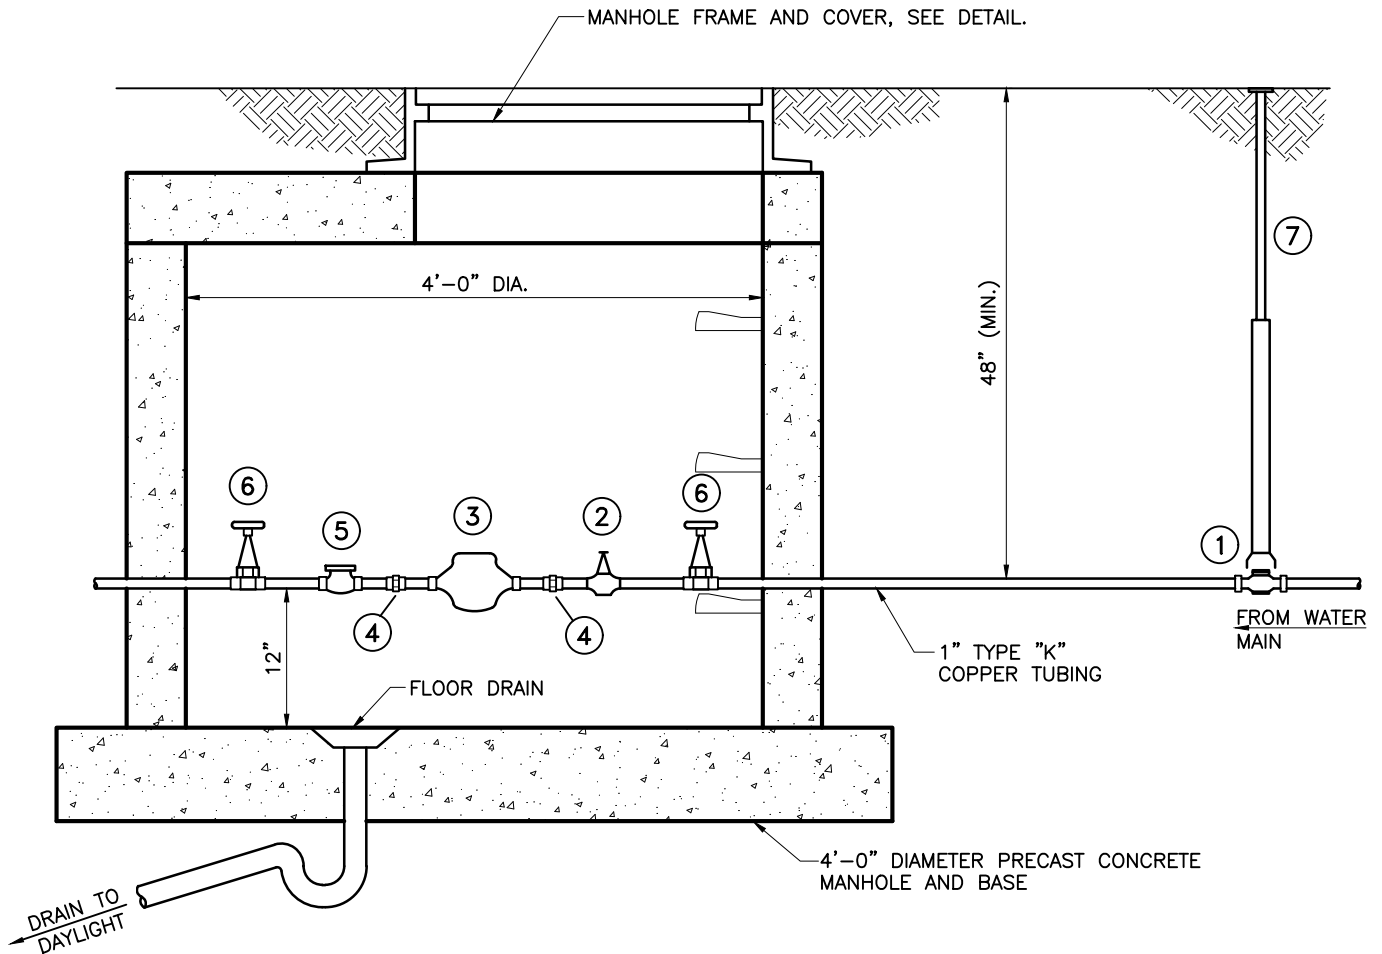 MANHOLE FRAME AND COVER, SEE DETAIL.
7
4'-0" DIA.
48" (MIN.)
6
5
3
2
6
1
4
4
FROM WATER
MAIN
12"
1" TYPE "K"
COPPER TUBING
FLOOR DRAIN
4'-0" DIAMETER PRECAST CONCRETE
MANHOLE AND BASE
DRAIN TO
DAYLIGHT